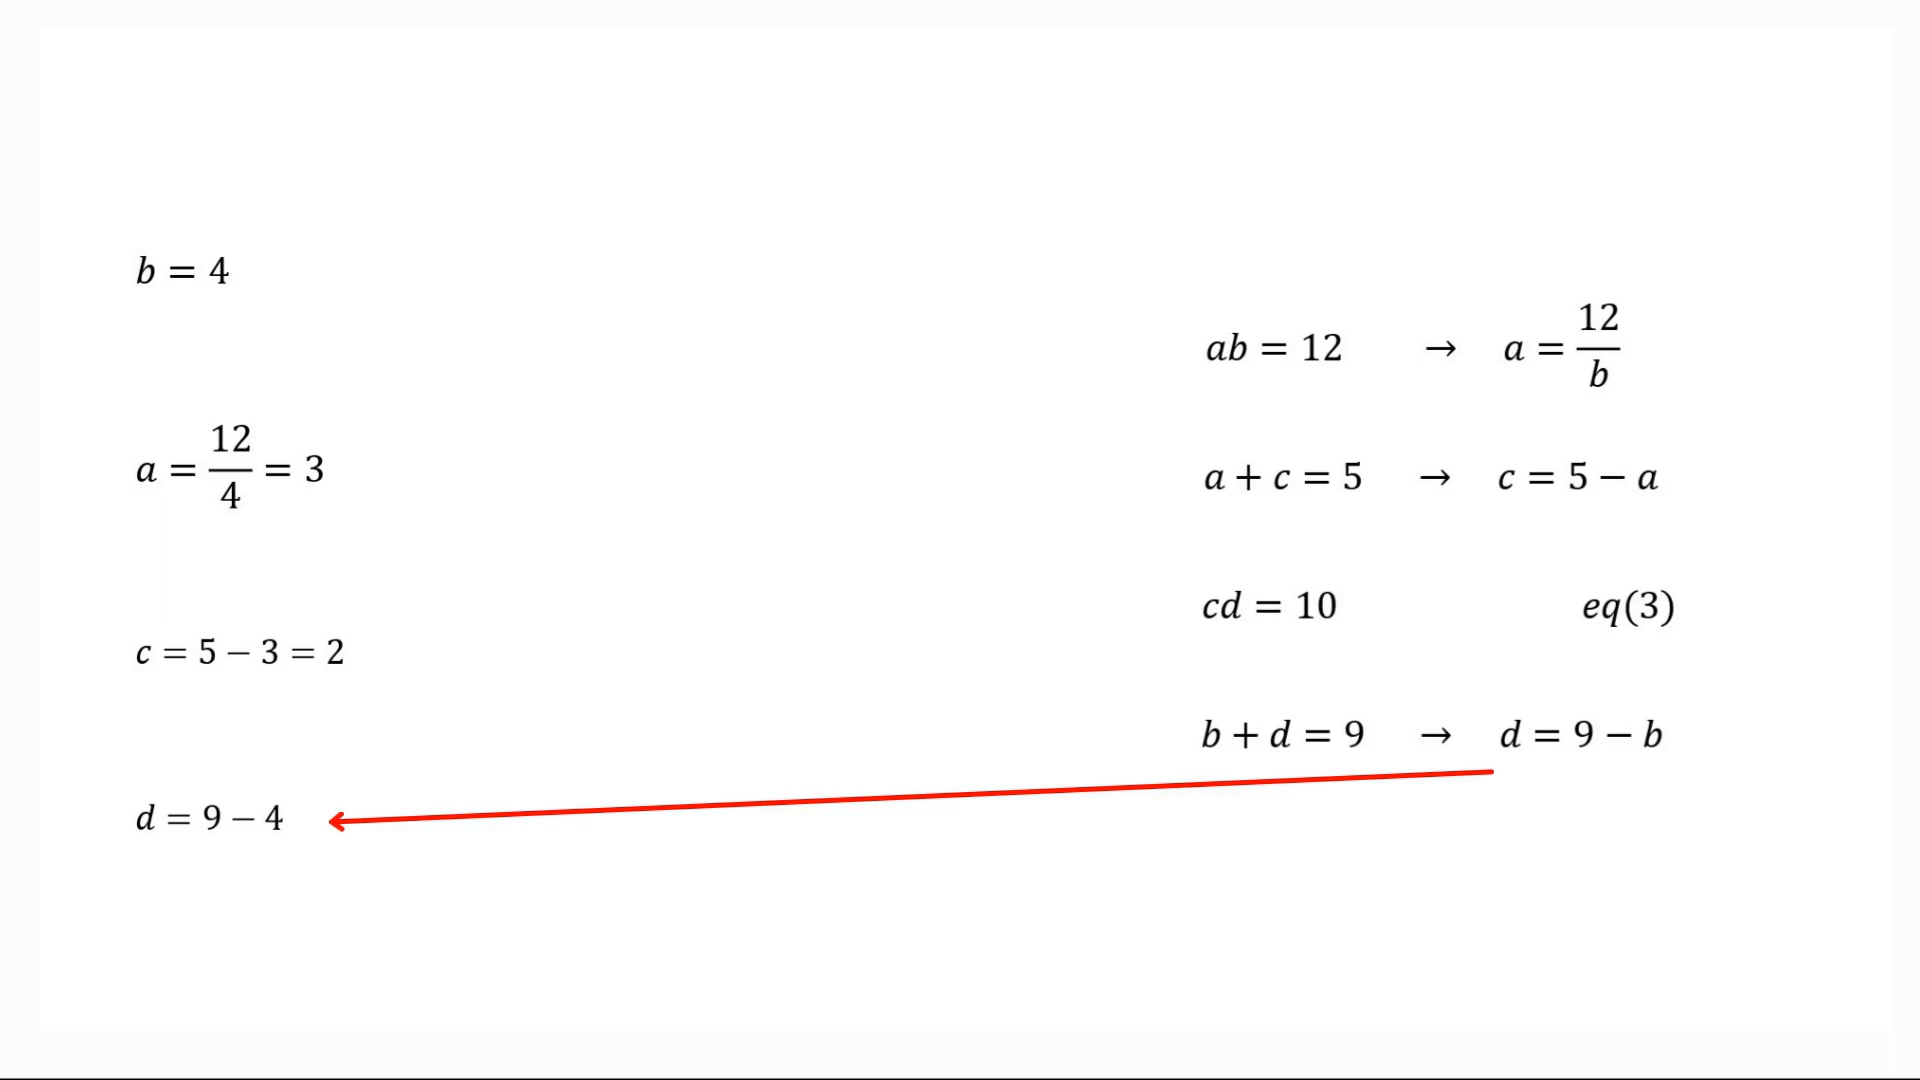 b = 4
a = 12/4 = 3
c = 5 − 3 = 2
d = 9 − 4
ab = 12 → a = 12/b
a + c = 5 → c = 5 − a
cd = 10 eq(3)
b + d = 9 → d = 9 − b